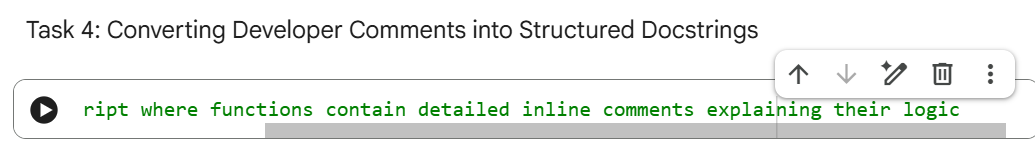 Task 4: Converting Developer Comments into Structured Docstrings
ript where functions contain detailed inline comments explaining their logic